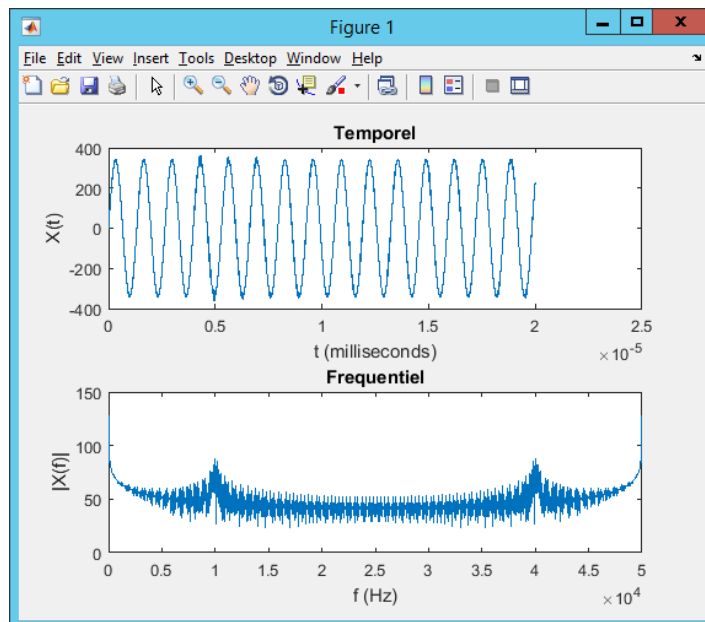 Figure 1
File Edit View Insert Tools Desktop Window Help
Temporel
400
200
0
-200
-400
X(t)
0 0.5 1 1.5 2 2.5
t (milliseconds)
×10-5
Frequentiel
150
100
50
0
|X(f)|
0 0.5 1 1.5 2 2.5 3 3.5 4 4.5 5
f (Hz)
×104